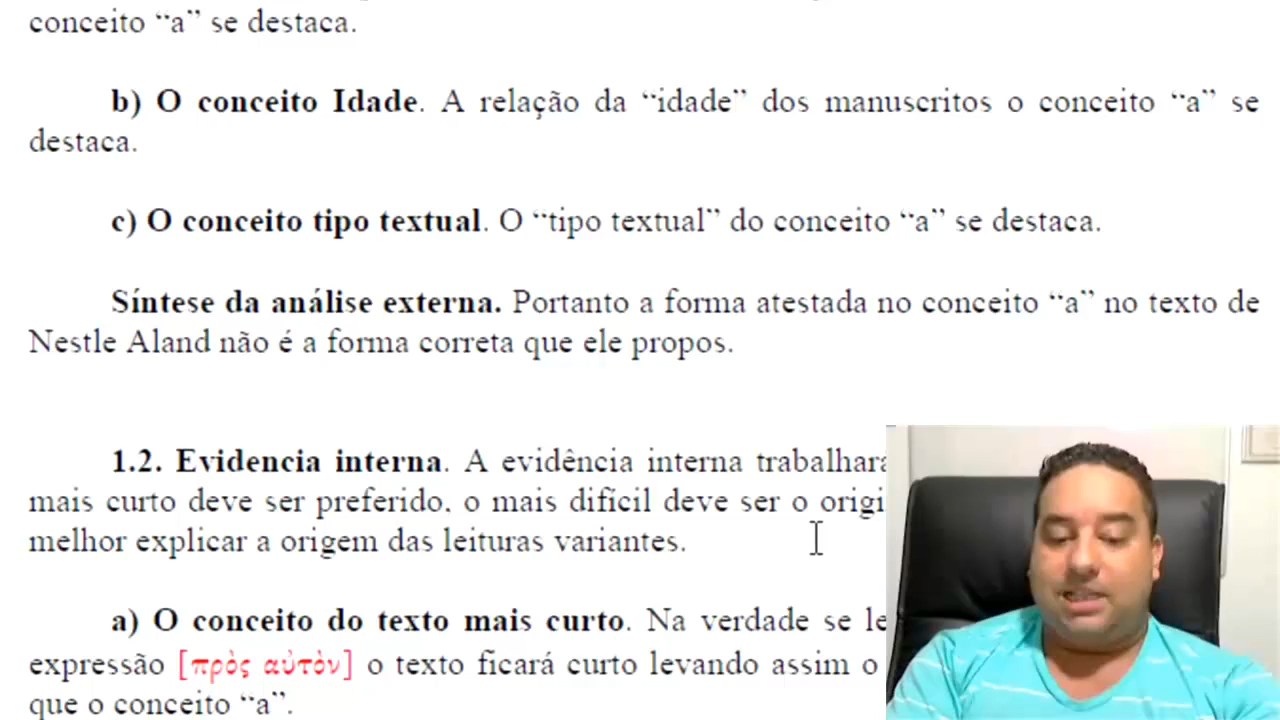 conceito “a” se destaca.
b) O conceito Idade. A relação da “idade” dos manuscritos o conceito “a” se
destaca.
c) O conceito tipo textual. O “tipo textual” do conceito “a” se destaca.
Síntese da análise externa. Portanto a forma atestada no conceito “a” no texto de
Nestle Aland não é a forma correta que ele propos.
1.2. Evidencia interna. A evidência interna trabalhará
mais curto deve ser preferido, o mais difícil deve ser o origi
melhor explicar a origem das leituras variantes.
a) O conceito do texto mais curto. Na verdade se le
expressão [πρὸς αὐτὸν] o texto ficará curto levando assim o
que o conceito “a”.